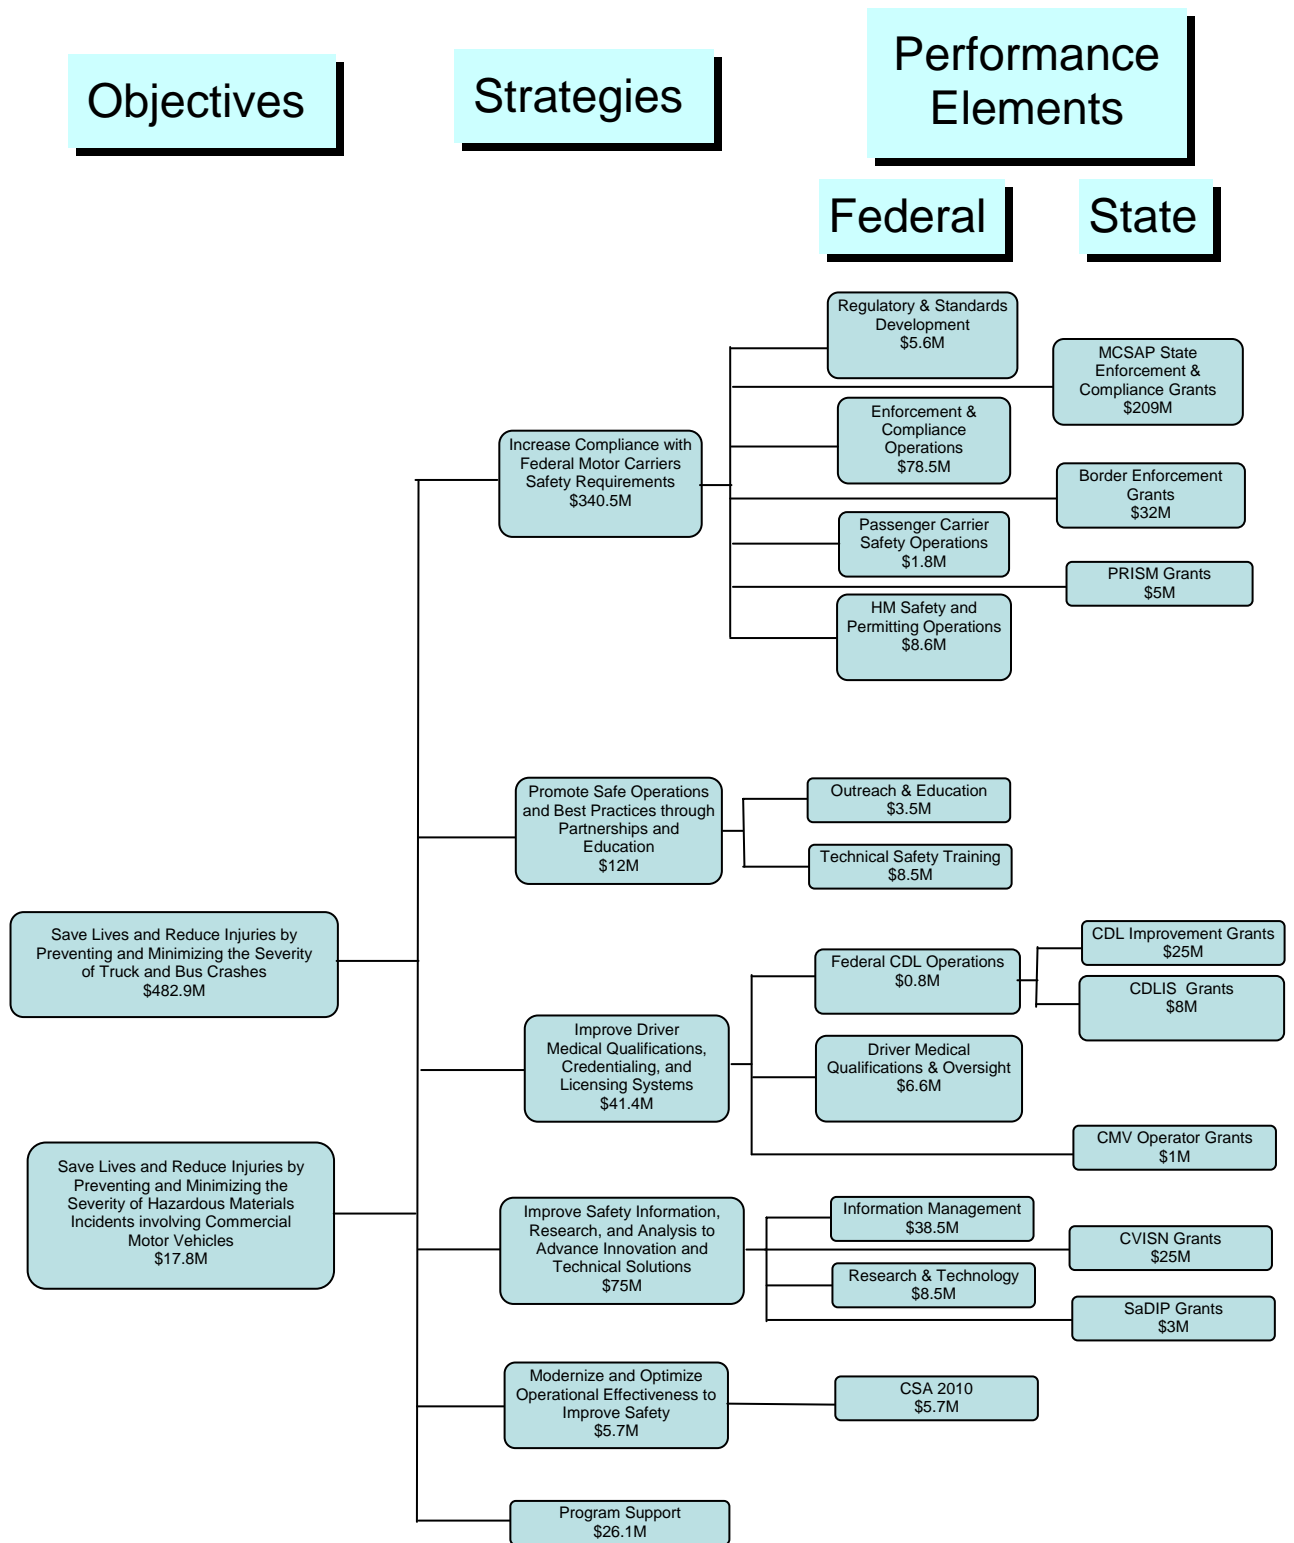 Objectives
Strategies
Performance
Elements
Federal
State
Regulatory & Standards
Development
$5.6M
MCSAP State
Enforcement &
Compliance Grants
$209M
Enforcement &
Compliance
Operations
$78.5M
Increase Compliance with
Federal Motor Carriers
Safety Requirements
$340.5M
Border Enforcement
Grants
$32M
Passenger Carrier
Safety Operations
$1.8M
PRISM Grants
$5M
HM Safety and
Permitting Operations
$8.6M
Promote Safe Operations
and Best Practices through
Partnerships and
Education
$12M
Outreach & Education
$3.5M
Technical Safety Training
$8.5M
Save Lives and Reduce Injuries by
Preventing and Minimizing the Severity
of Truck and Bus Crashes
$482.9M
Federal CDL Operations
$0.8M
CDL Improvement Grants
$25M
CDLIS  Grants
$8M
Improve Driver
Medical Qualifications,
Credentialing, and
Licensing Systems
$41.4M
Driver Medical
Qualifications & Oversight
$6.6M
CMV Operator Grants
$1M
Save Lives and Reduce Injuries by
Preventing and Minimizing the
Severity of Hazardous Materials
Incidents involving Commercial
Motor Vehicles
$17.8M
Improve Safety Information,
Research, and Analysis to
Advance Innovation and
Technical Solutions
$75M
Information Management
$38.5M
CVISN Grants
$25M
Research & Technology
$8.5M
SaDIP Grants
$3M
Modernize and Optimize
Operational Effectiveness to
Improve Safety
$5.7M
CSA 2010
$5.7M
Program Support
$26.1M